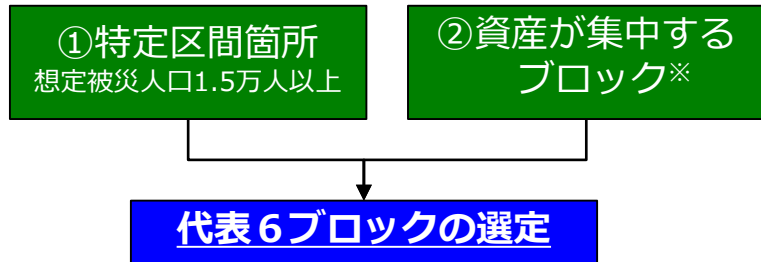 ①特定区間箇所
想定被災人口1.5万人以上
②資産が集中する
ブロック※
代表６ブロックの選定